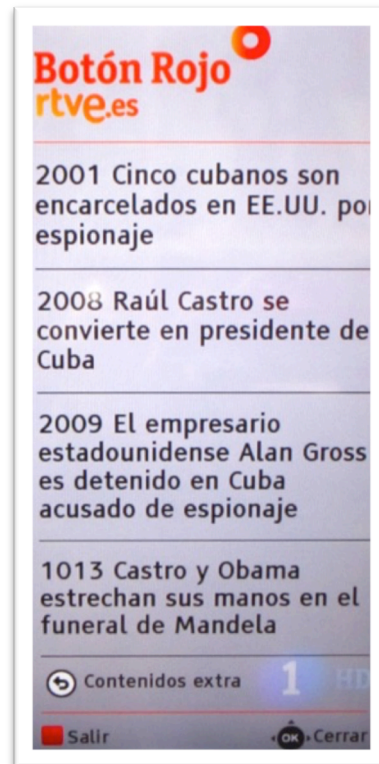 Botón Rojo
rtve.es
2001 Cinco cubanos son
encarcelados en EE.UU. por
espionaje
2008 Raúl Castro se
convierte en presidente de
Cuba
2009 El empresario
estadounidense Alan Gross
es detenido en Cuba
acusado de espionaje
1013 Castro y Obama
estrechan sus manos en el
funeral de Mandela
Contenidos extra
1 HD
Salir
OK Cerrar